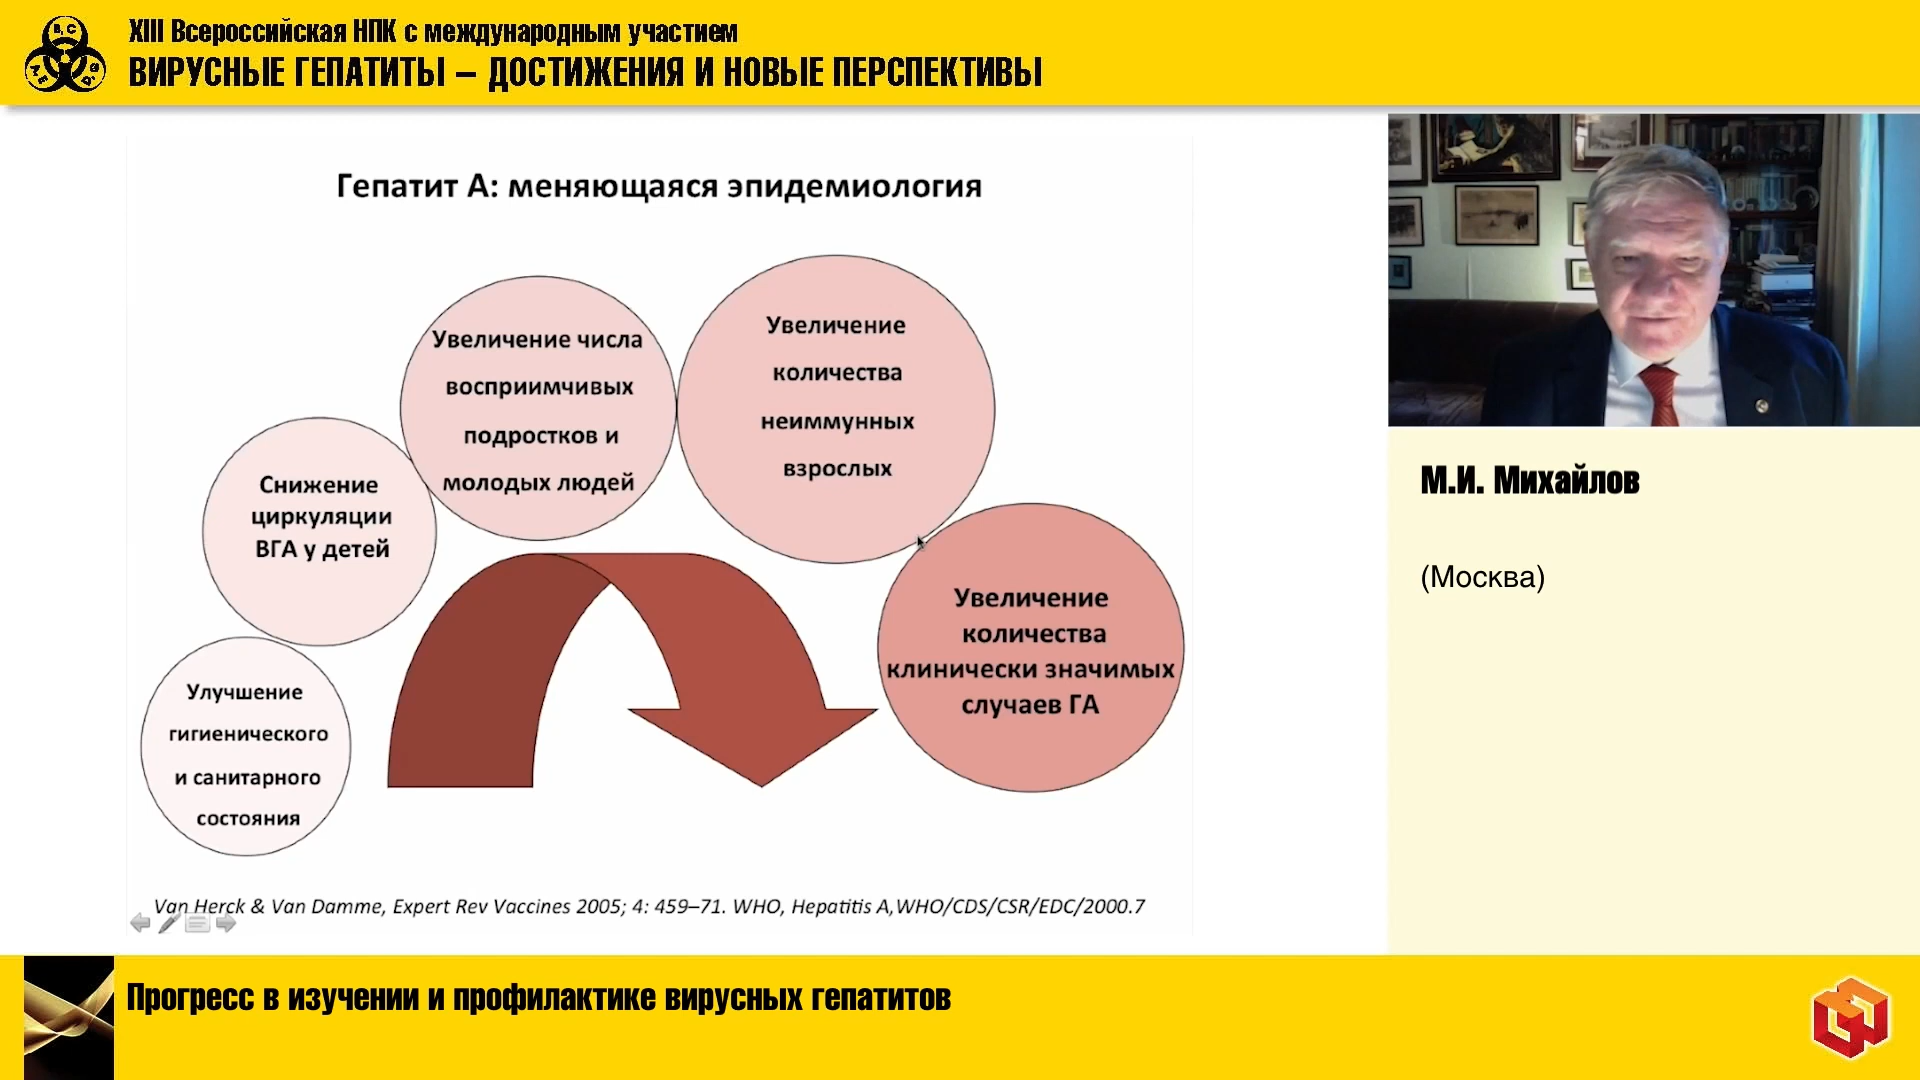 XIII Всероссийская НПК с международным участием
ВИРУСНЫЕ ГЕПАТИТЫ – ДОСТИЖЕНИЯ И НОВЫЕ ПЕРСПЕКТИВЫ
B, C
Гепатит А: меняющаяся эпидемиология
Улучшение
гигиенического
и санитарного
состояния
Снижение
циркуляции
ВГА у детей
Увеличение числа
восприимчивых
подростков и
молодых людей
Увеличение
количества
неиммунных
взрослых
Увеличение
количества
клинически значимых
случаев ГА
Van Herck & Van Damme, Expert Rev Vaccines 2005; 4: 459–71. WHO, Hepatitis A,WHO/CDS/CSR/EDC/2000.7
М.И. Михайлов
(Москва)
Прогресс в изучении и профилактике вирусных гепатитов